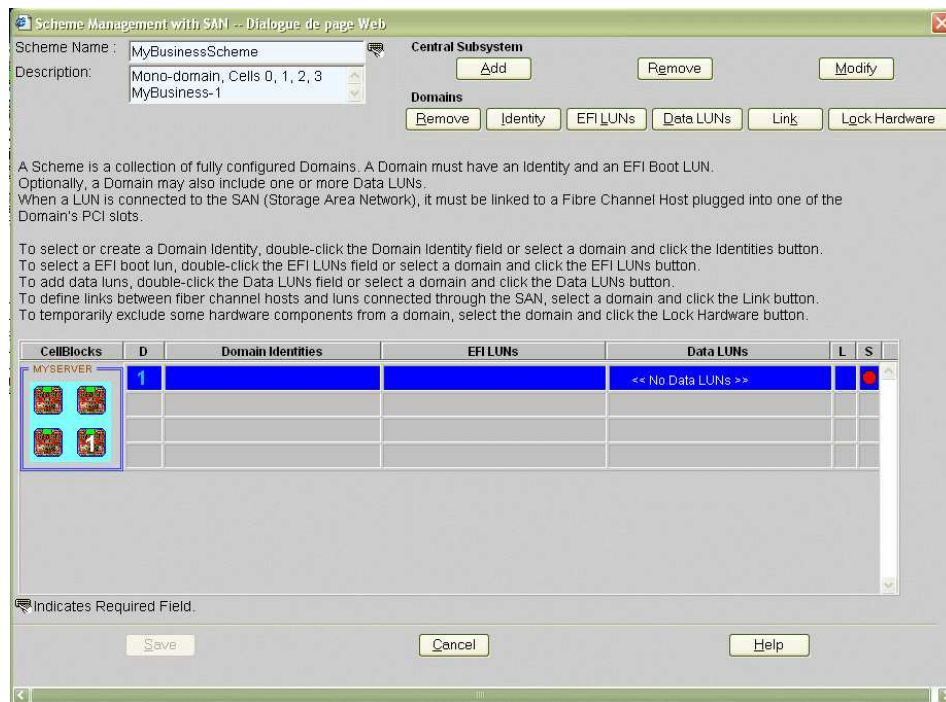 Scheme Management with SAN -- Dialogue de page Web
Scheme Name :
MyBusinessScheme
Description:
Mono-domain, Cells 0, 1, 2, 3
MyBusiness-1
Central Subsystem
Add
Remove
Modify
Domains
Remove
Identity
EFI LUNs
Data LUNs
Link
Lock Hardware
A Scheme is a collection of fully configured Domains. A Domain must have an Identity and an EFI Boot LUN.
Optionally, a Domain may also include one or more Data LUNs.
When a LUN is connected to the SAN (Storage Area Network), it must be linked to a Fibre Channel Host plugged into one of the
Domain's PCI slots.
To select or create a Domain Identity, double-click the Domain Identity field or select a domain and click the Identities button.
To select a EFI boot lun, double-click the EFI LUNs field or select a domain and click the EFI LUNs button.
To add data luns, double-click the Data LUNs field or select a domain and click the Data LUNs button.
To define links between fiber channel hosts and luns connected through the SAN, select a domain and click the Link button.
To temporarily exclude some hardware components from a domain, select the domain and click the Lock Hardware button.
CellBlocks D Domain Identities EFI LUNs Data LUNs L S
MYSERVER
1 << No Data LUNs >>
1
Indicates Required Field.
Save
Cancel
Help